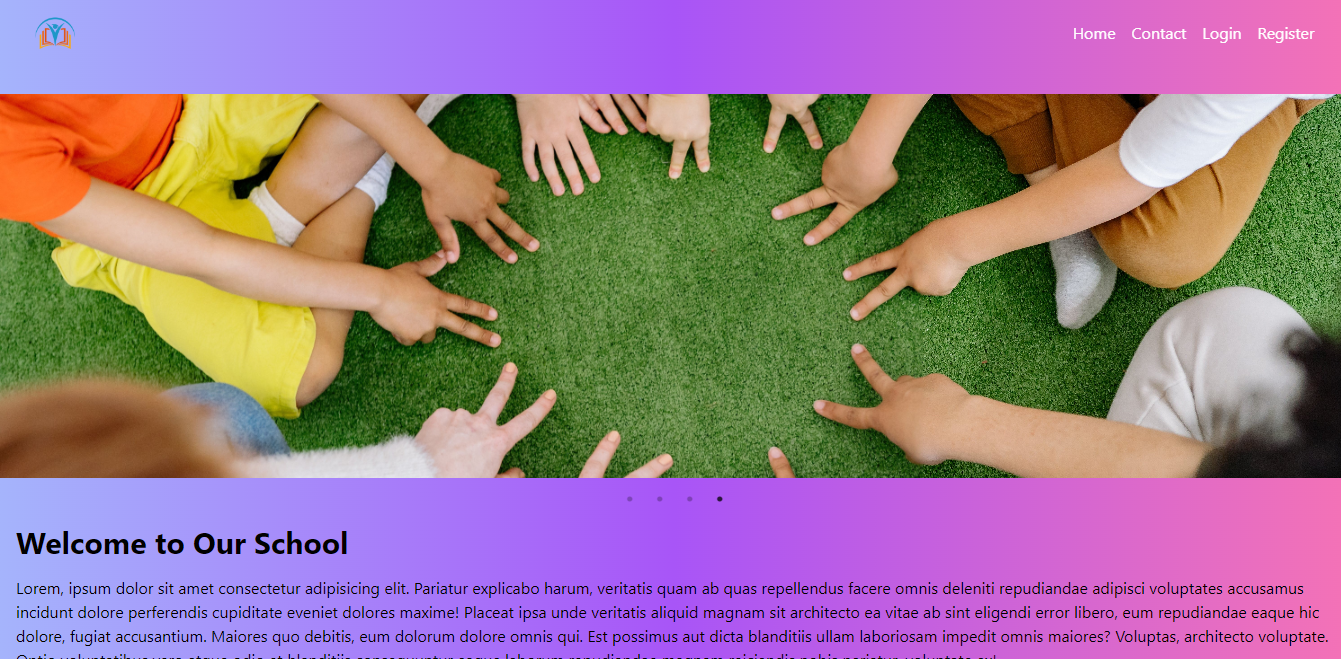 Home Contact Login Register
Welcome to Our School
Lorem, ipsum dolor sit amet consectetur adipisicing elit. Pariatur explicabo harum, veritatis quam ab quas repellendus facere omnis deleniti repudiandae adipisci voluptates accusamus
incidunt dolore perferendis cupiditate eveniet dolores maxime! Placeat ipsa unde veritatis aliquid magnam sit architecto ea vitae ab sint eligendi error libero, eum repudiandae eaque hic
dolore, fugiat accusantium. Maiores quo debitis, eum dolorum dolore omnis qui. Est possimus aut dicta blanditiis ullam laboriosam impedit omnis maiores? Voluptas, architecto voluptate.